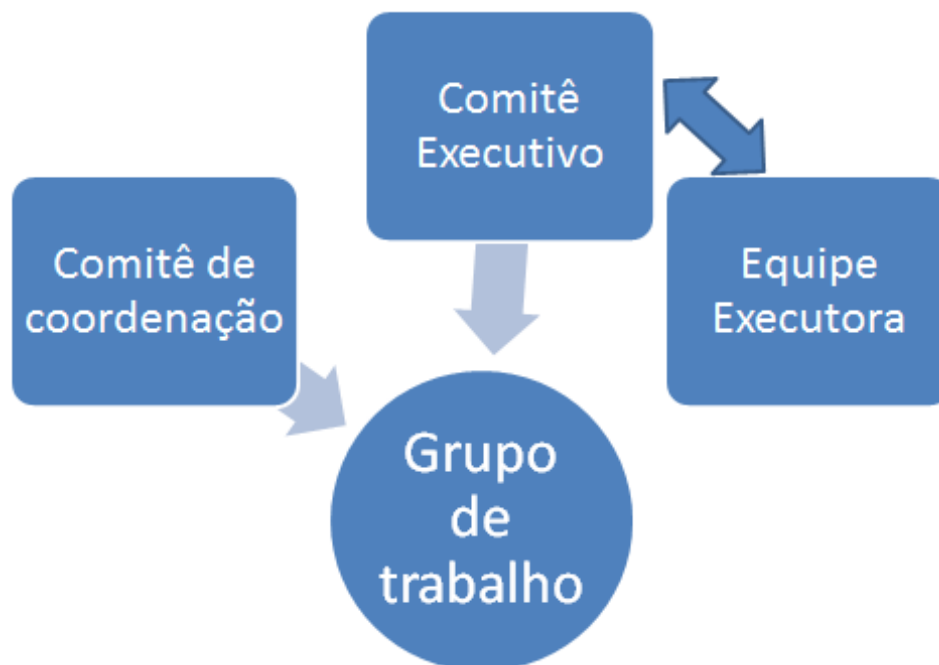 Comitê
Executivo
Comitê de
coordenação
Equipe
Executora
Grupo
de
trabalho